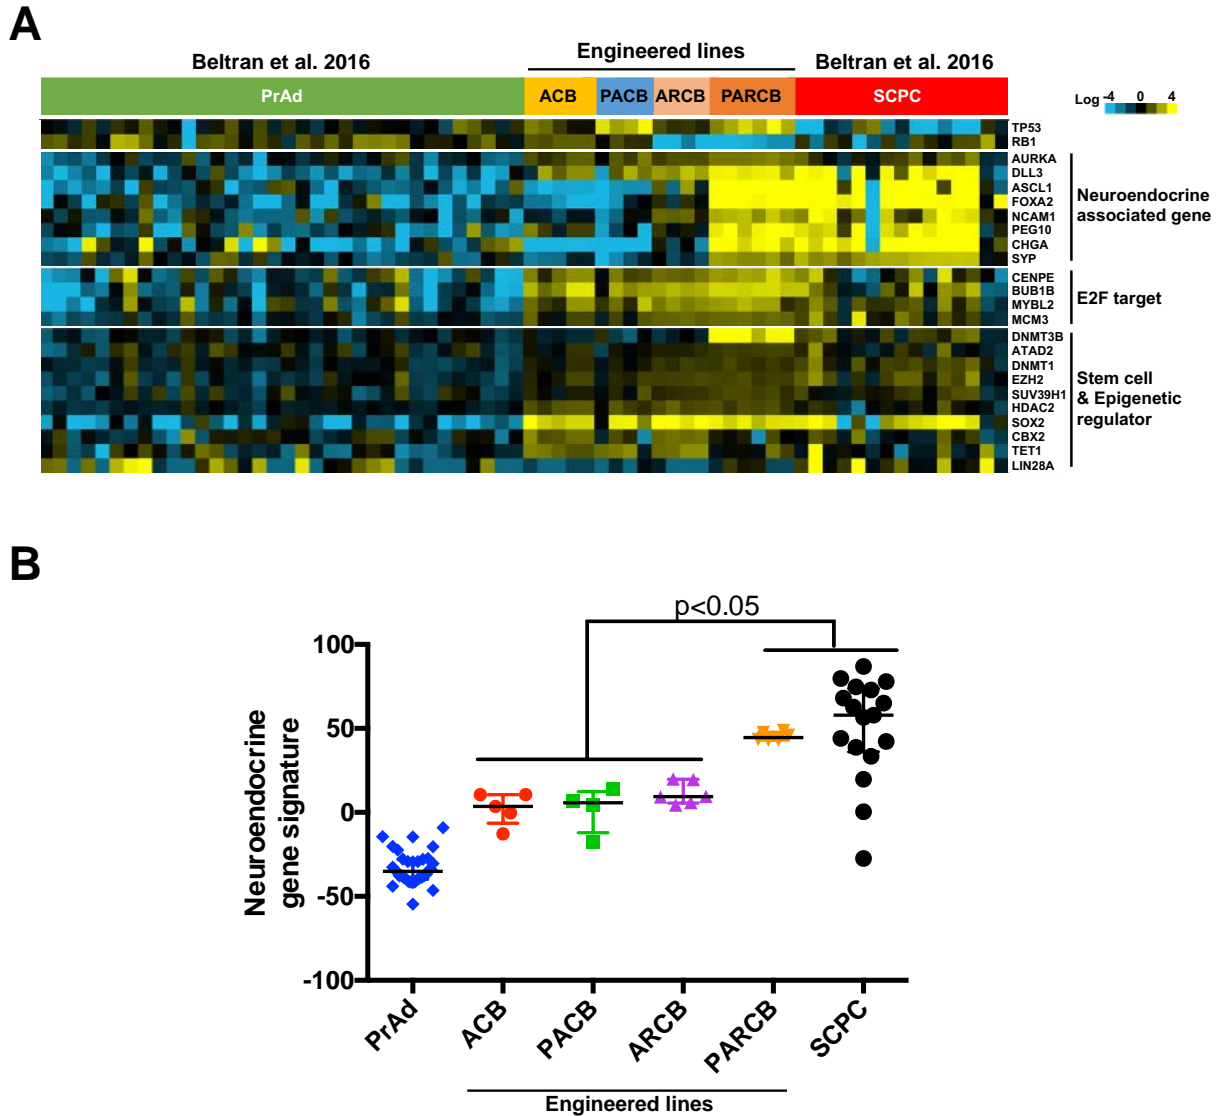 A
Beltran et al. 2016
Engineered lines
Beltran et al. 2016
PrAd
ACB
PACB
ARCB
PARCB
SCPC
Log
-4
0
4
TP53
RB1
AURKA
DLL3
ASCL1
FOXA2
NCAM1
PEG10
CHGA
SYP
Neuroendocrine
associated gene
CENPE
BUB1B
MYBL2
MCM3
E2F target
DNMT3B
ATAD2
DNMT1
EZH2
SUV39H1
HDAC2
SOX2
CBX2
TET1
LIN28A
Stem cell
& Epigenetic
regulator
B
p<0.05
Neuroendocrine
gene signature
100
50
0
-50
-100
PrAd
ACB
PACB
ARCB
PARCB
SCPC
Engineered lines